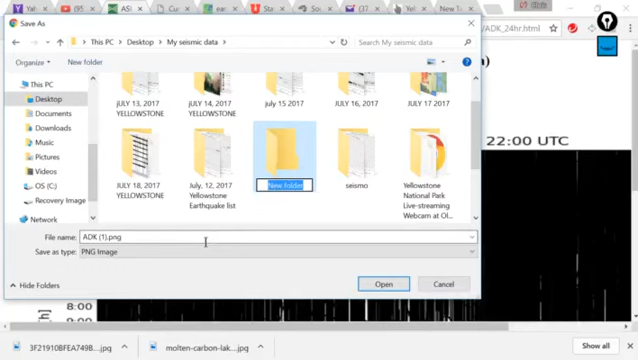 Save As
This PC > Desktop > My seismic data
Search My seismic data
Organize
New folder
This PC
Desktop
Documents
Downloads
Music
Pictures
Videos
OS (C:)
Recovery Image
Network
jULY 13, 2017
YELLOWSTONE
jULY 14, 2017
YELLOWSTONE
july 15 2017
JULY 16, 2017
JULY 17 2017
JULY 18, 2017
YELLOWSTONE
July, 12, 2017
Yellowstone
Earthquake list
New folder
seismo
Yellowstone
National Park
Live-streaming
Webcam at Ol...
File name:
ADK (1).png
Save as type:
PNG Image
Hide Folders
Open
Cancel
/ADK_24hr.html
22:00 UTC
8:00
9:00
3F21910BFEA749B....jpg
molten-carbon-lak....jpg
Show all